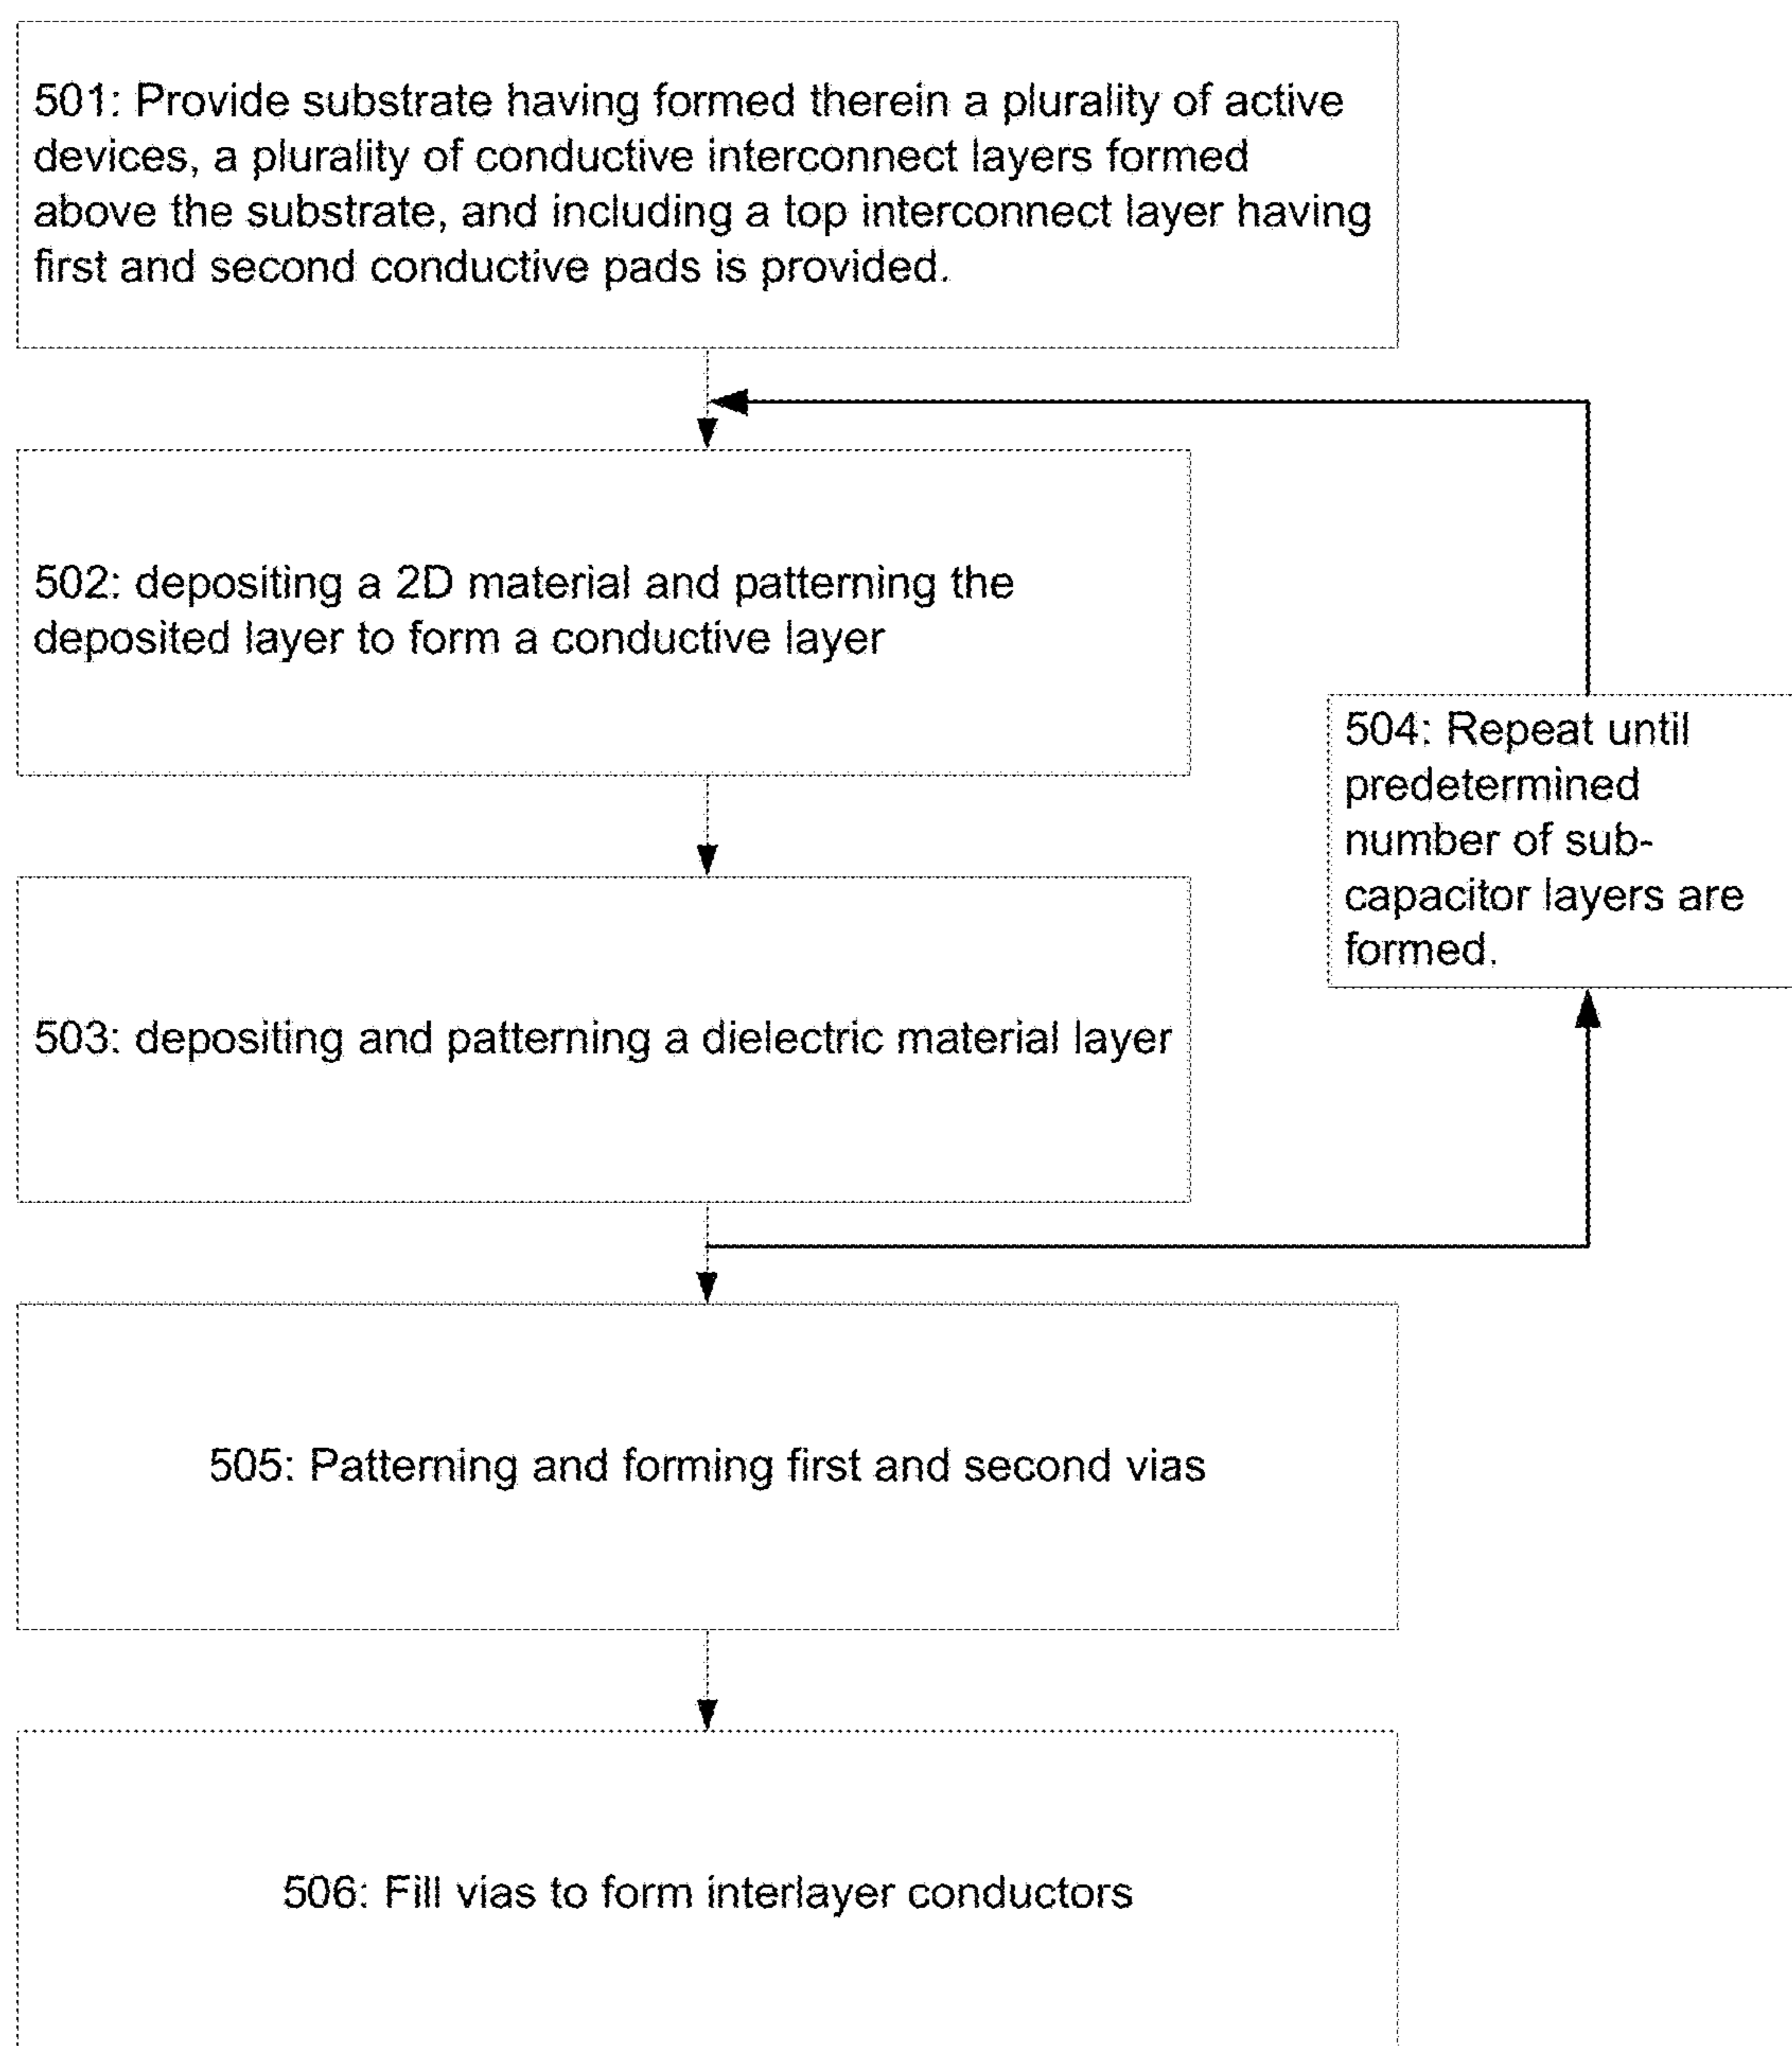 501: Provide substrate having formed therein a plurality of active
devices, a plurality of conductive interconnect layers formed
above the substrate, and including a top interconnect layer having
first and second conductive pads is provided.
502: depositing a 2D material and patterning the
deposited layer to form a conductive layer
504: Repeat until
predetermined
number of sub-
capacitor layers are
formed.
503: depositing and patterning a dielectric material layer
505: Patterning and forming first and second vias
506: Fill vias to form interlayer conductors